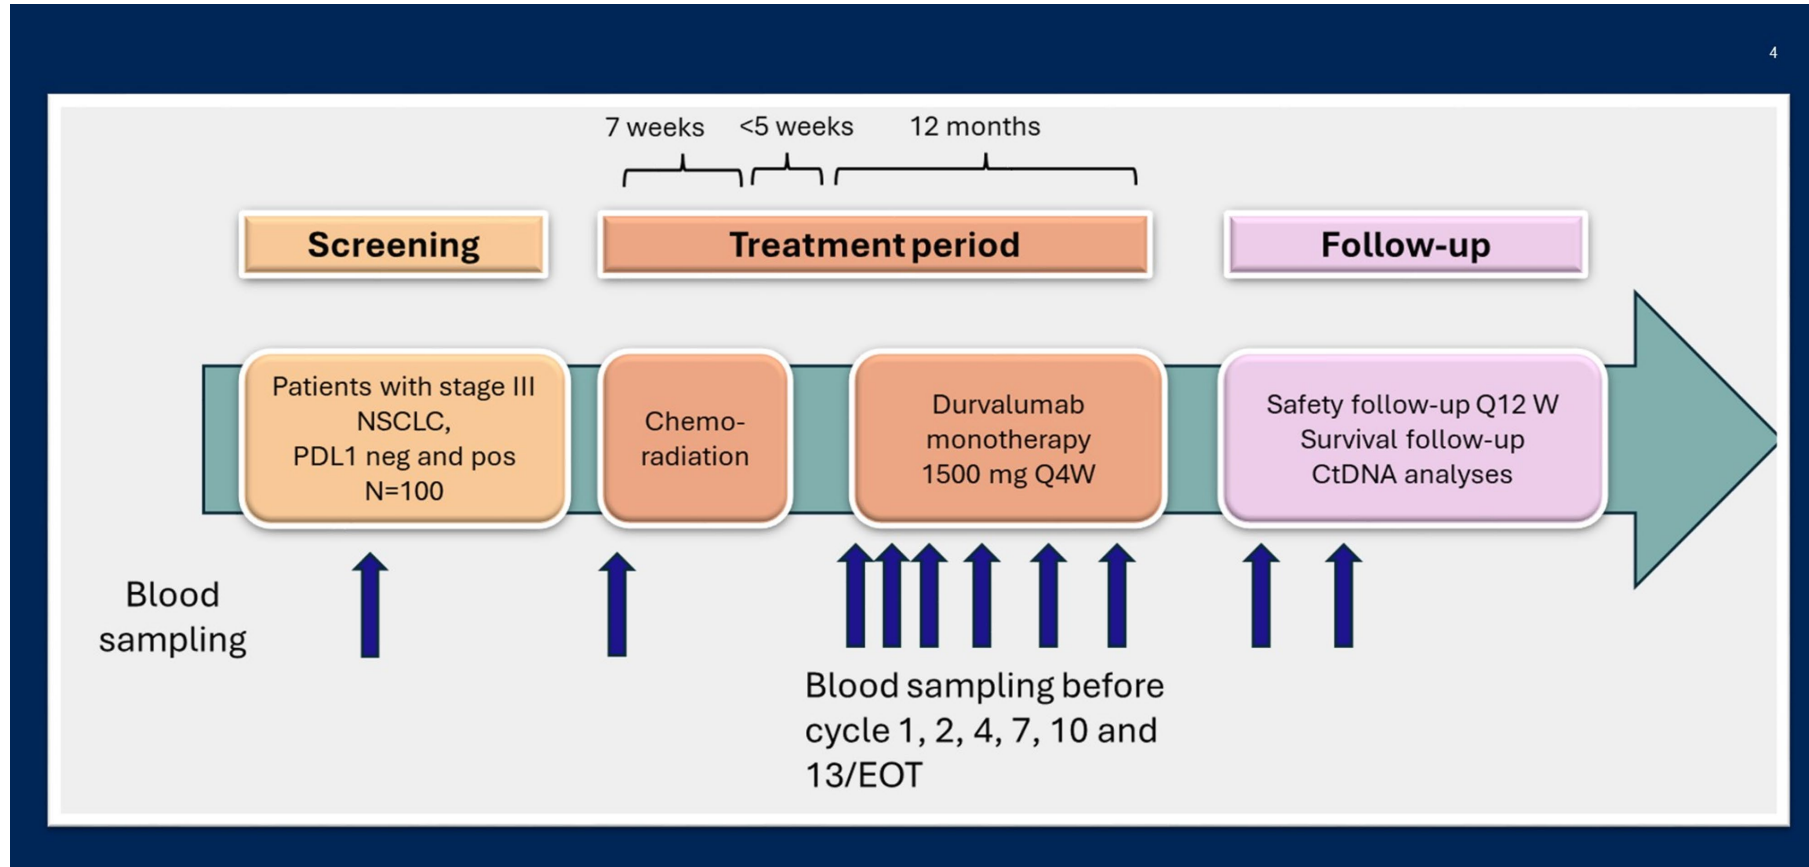 4
7 weeks
<5 weeks
12 months
Screening
Treatment period
Follow-up
Patients with stage III
NSCLC,
PDL1 neg and pos
N=100
Chemo-
radiation
Durvalumab
monotherapy
1500 mg Q4W
Safety follow-up Q12 W
Survival follow-up
CtDNA analyses
Blood
sampling
Blood sampling before
cycle 1, 2, 4, 7, 10 and
13/EOT